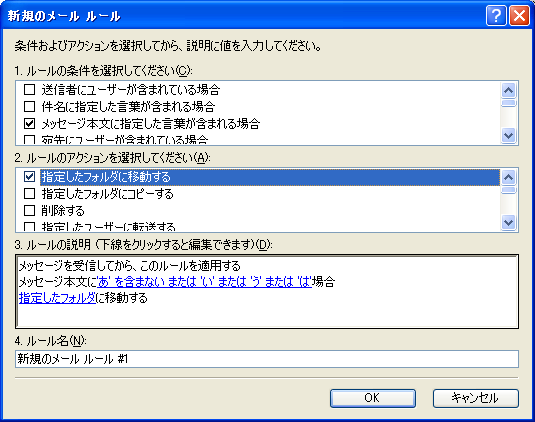 新規のメール ルール
条件およびアクションを選択してから、説明に値を入力してください。
1. ルールの条件を選択してください(C):
送信者にユーザーが含まれている場合
件名に指定した言葉が含まれる場合
メッセージ本文に指定した言葉が含まれる場合
宛先にユーザーが含まれている場合
2. ルールのアクションを選択してください(A):
指定したフォルダに移動する
指定したフォルダにコピーする
削除する
指定したユーザーに転送する
3. ルールの説明 (下線をクリックすると編集できます)(D):
メッセージを受信してから、このルールを適用する
メッセージ本文に'あ' を含まない または 'い' または 'う' または 'は'場合
指定したフォルダに移動する
4. ルール名(N):
新規のメール ルール #1
OK
キャンセル